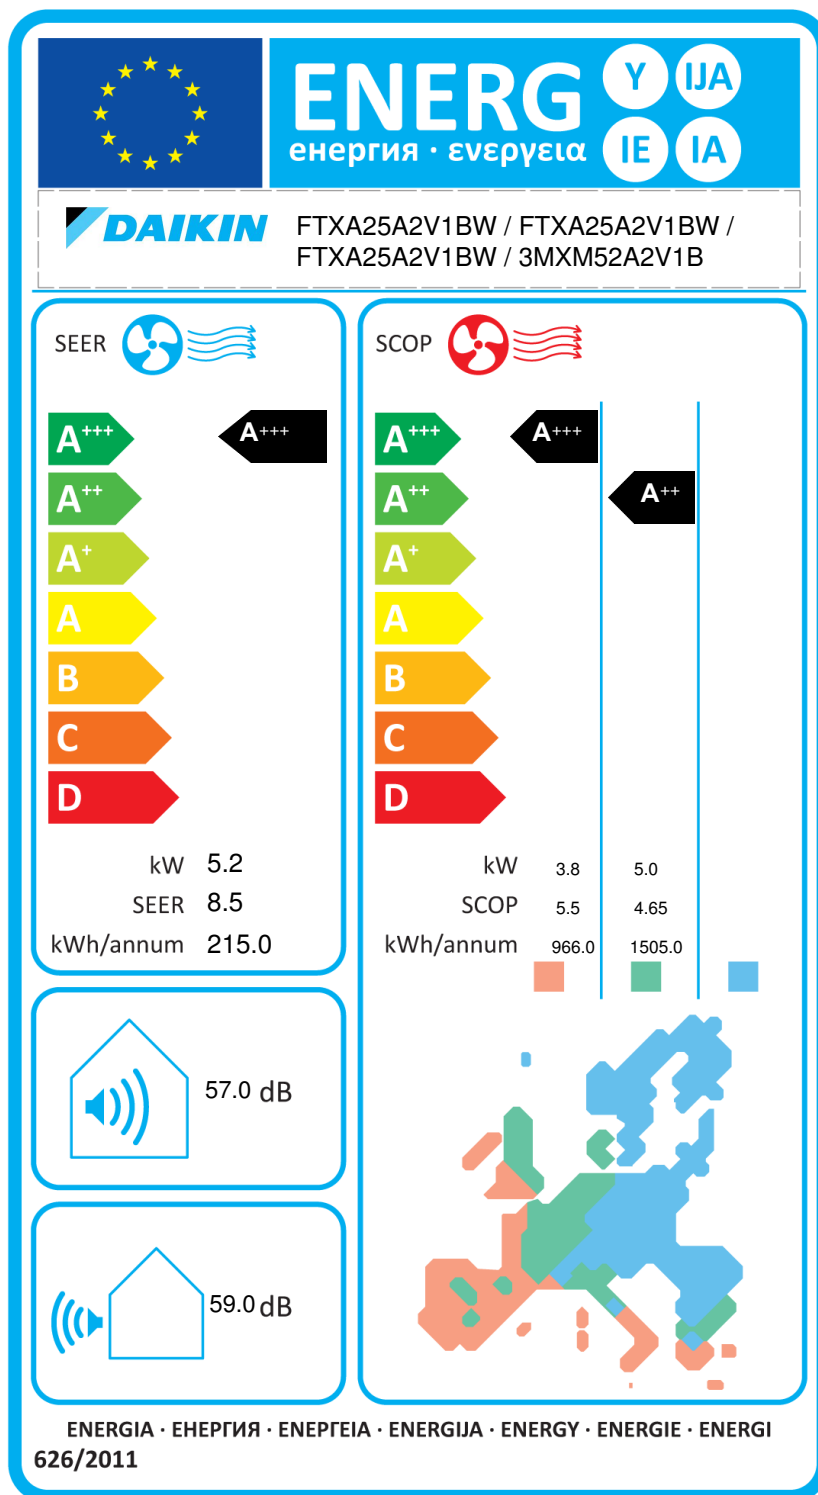 ENERG
енергия · ενεργεια
Y IJA
IE IA
DAIKIN
FTXA25A2V1BW / FTXA25A2V1BW /
FTXA25A2V1BW / 3MXM52A2V1B
SEER
A+++ A+++
A++
A+
A
B
C
D
kW 5.2
SEER 8.5
kWh/annum 215.0
SCOP
A+++ A+++
A++ A++
A+
A
B
C
D
kW 3.8 5.0
SCOP 5.5 4.65
kWh/annum 966.0 1505.0
57.0 dB
59.0 dB
ENERGIA · ЕНЕРГИЯ · ΕΝΕΡΓΕΙΑ · ENERGIJA · ENERGY · ENERGIE · ENERGI
626/2011